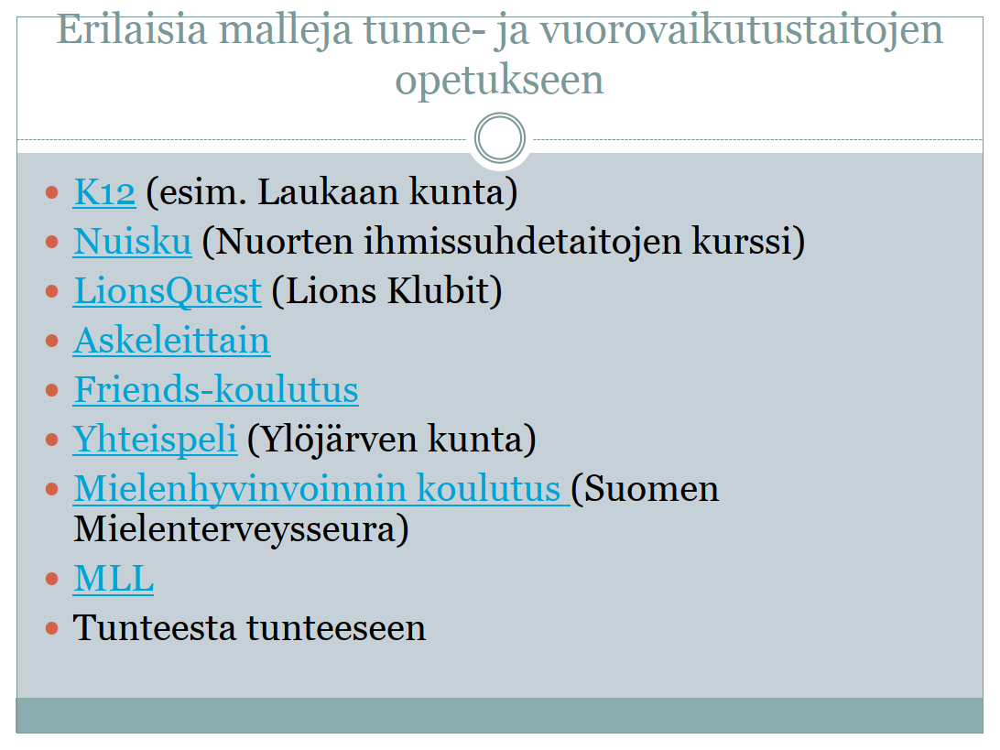 Erilaisia malleja tunne- ja vuorovaikutustaitojen
opetukseen
• K12 (esim. Laukaan kunta)
• Nuisku (Nuorten ihmissuhdetaitojen kurssi)
• LionsQuest (Lions Klubit)
• Askeleittain
• Friends-koulutus
• Yhteispeli (Ylöjärven kunta)
• Mielenhyvinvoinnin koulutus (Suomen
Mielenterveysseura)
• MLL
• Tunteesta tunteeseen